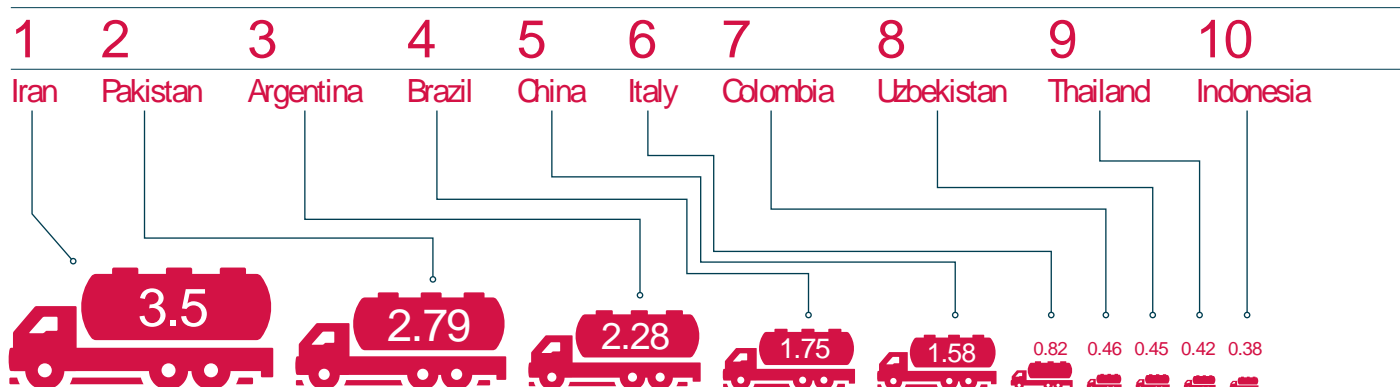 1 2 3 4 5 6 7 8 9 10
Iran Pakistan Argentina Brazil China Italy Colombia Uzbekistan Thailand Indonesia
3.5 2.79 2.28 1.75 1.58 0.82 0.46 0.45 0.42 0.38